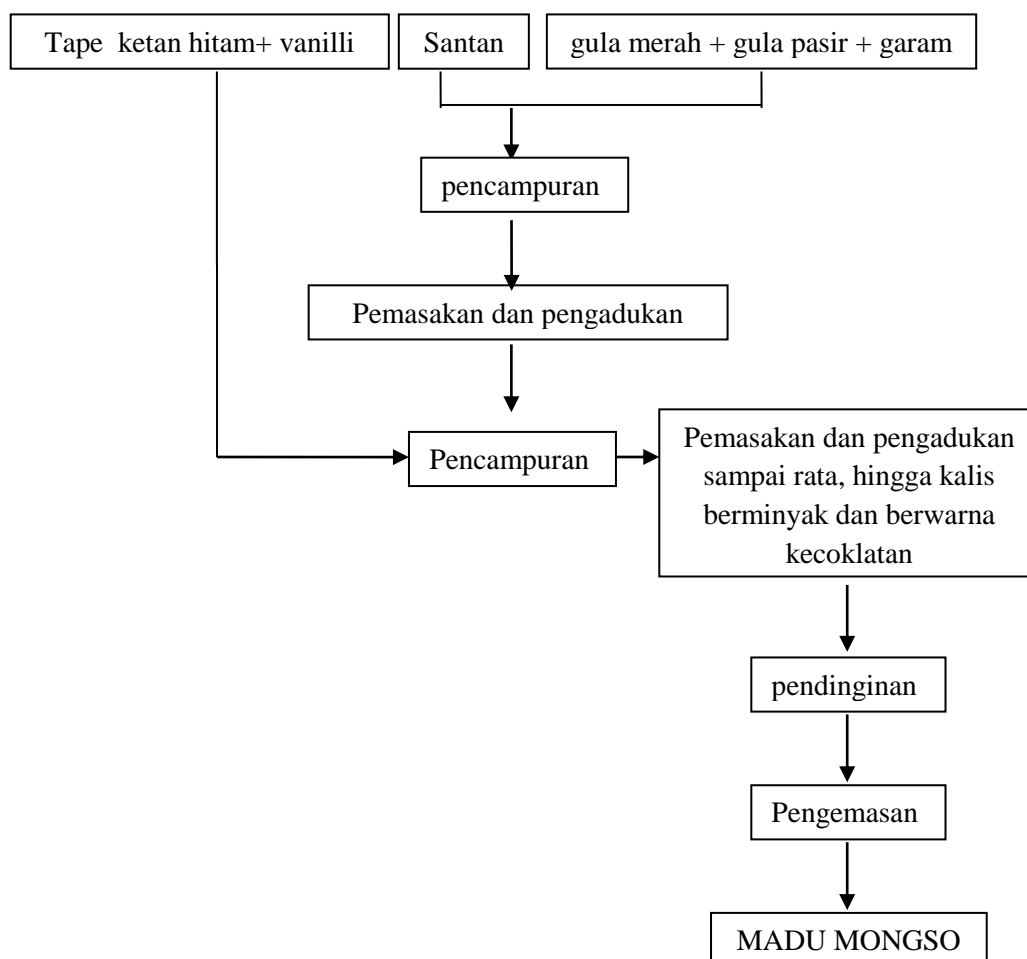 Tape ketan hitam+ vanilli
Santan
gula merah + gula pasir + garam
pencampuran
Pemasakan dan pengadukan
Pencampuran
Pemasakan dan pengadukan
sampai rata, hingga kalis
berminyak dan berwarna
kecoklatan
pendinginan
Pengemasan
MADU MONGSO